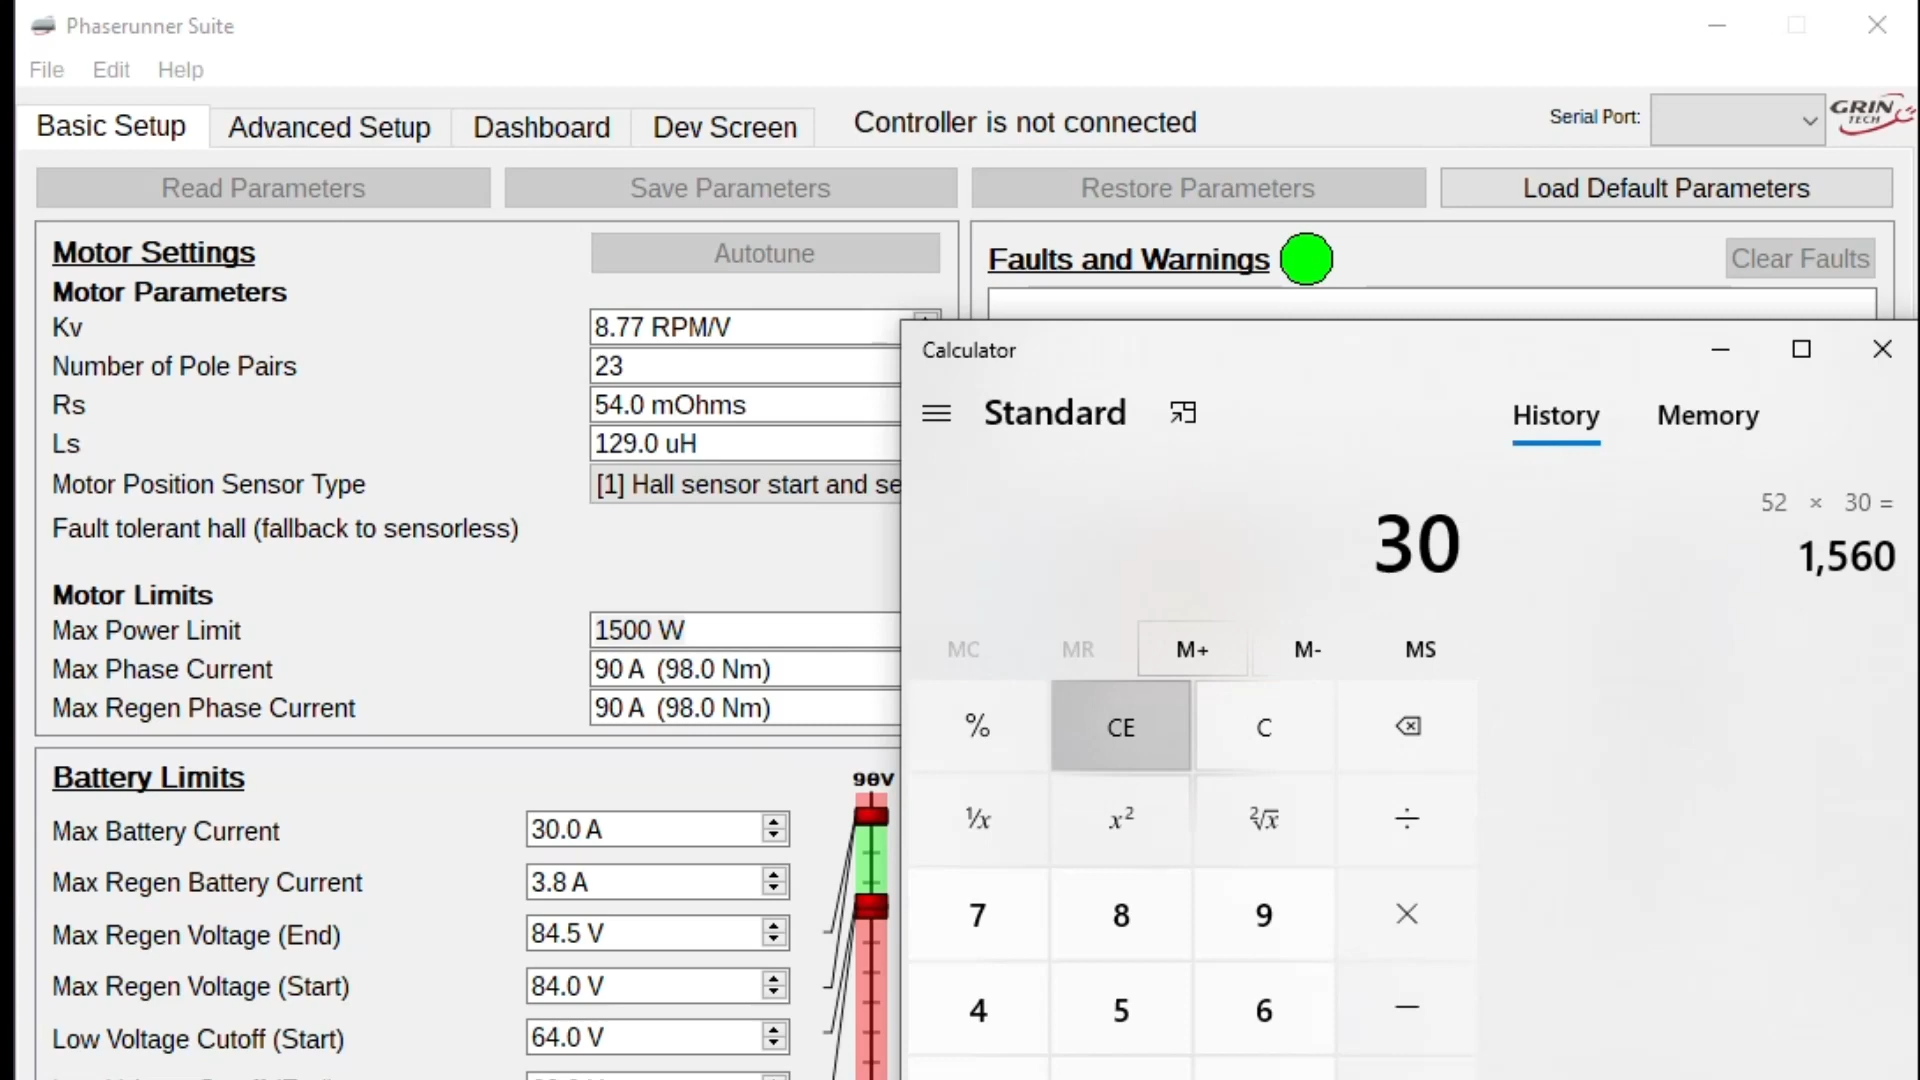 Phaserunner Suite
File Edit Help
Basic Setup Advanced Setup Dashboard Dev Screen Controller is not connected Serial Port: GRIN TECH
Read Parameters Save Parameters Restore Parameters Load Default Parameters
Motor Settings Autotune Faults and Warnings Clear Faults
Motor Parameters
Kv 8.77 RPM/V
Number of Pole Pairs 23
Rs 54.0 mOhms
Ls 129.0 uH
Motor Position Sensor Type [1] Hall sensor start and se
Fault tolerant hall (fallback to sensorless)
Motor Limits
Max Power Limit 1500 W
Max Phase Current 90 A (98.0 Nm)
Max Regen Phase Current 90 A (98.0 Nm)
Battery Limits 90V
Max Battery Current 30.0 A
Max Regen Battery Current 3.8 A
Max Regen Voltage (End) 84.5 V
Max Regen Voltage (Start) 84.0 V
Low Voltage Cutoff (Start) 64.0 V
Calculator
Standard History Memory
52 × 30 =
30 1,560
MC MR M+ M- MS
% CE C
¹/x x² ²√x ÷
7 8 9 ×
4 5 6 −